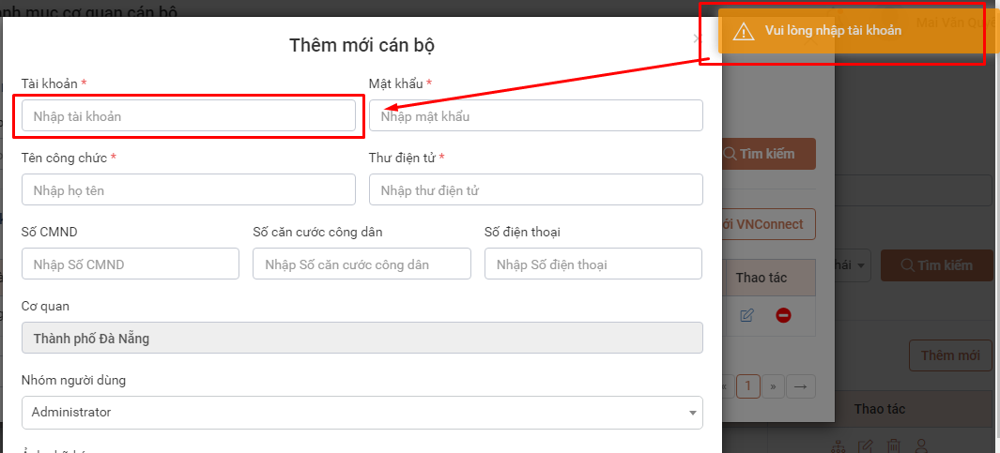 anh mục cơ quan cán bộ
Mai Văn Quyề
Vui lòng nhập tài khoản
Thêm mới cán bộ
×
Tài khoản *
Mật khẩu *
Nhập tài khoản
Nhập mật khẩu
Tên công chức *
Thư điện tử *
Nhập họ tên
Nhập thư điện tử
Tìm kiếm
Số CMND
Số căn cước công dân
Số điện thoại
ới VNConnect
Nhập Số CMND
Nhập Số căn cước công dân
Nhập Số điện thoại
hái
Tìm kiếm
Thao tác
Cơ quan
Thành phố Đà Nẵng
Thêm mới
Nhóm người dùng
« 1 » →
Administrator
Thao tác